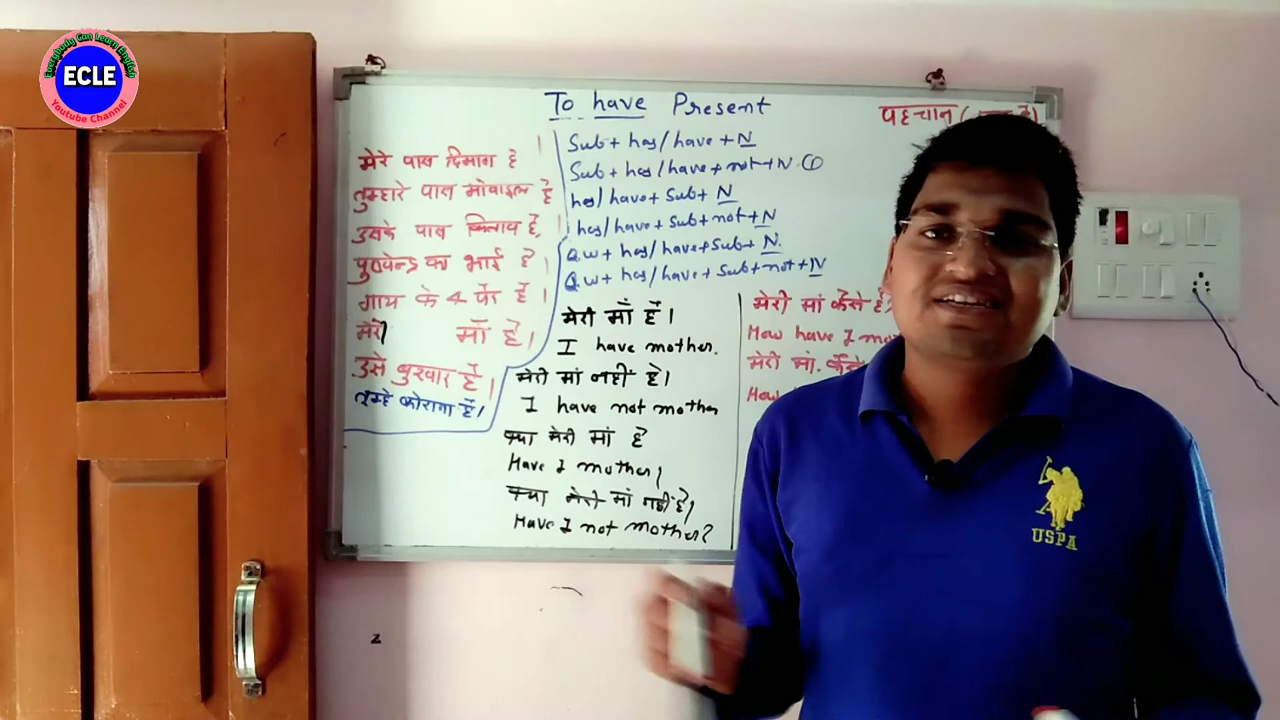 Everybody Can Learn English
ECLE
Youtube Channel
To have Present
पहचान
मेरे पास दिमाग है
तुम्हारे पास मोबाइल है
उसके पास किताब है।
पुष्पेन्द्र का भाई है।
गाय के 4 पैर हैं।
मेरी माँ है।
उसे बुखार है।
तुम्हे कोरोना है।
Sub + has/have + N
Sub + has/have + not + N.
has/have + Sub + N
has/have + Sub + not + N
Q.w + has/have + Sub + N.
Q.w + has/have + Sub + not + N
मेरी माँ हैं।
I have mother.
मेरी मां नहीं है।
I have not mother
क्या मेरी मां है
Have I mother?
क्या मेरी मां नहीं है।
Have I not mother?
मेरी मां कैसे है
How have I
मेरी मां
How
USPA